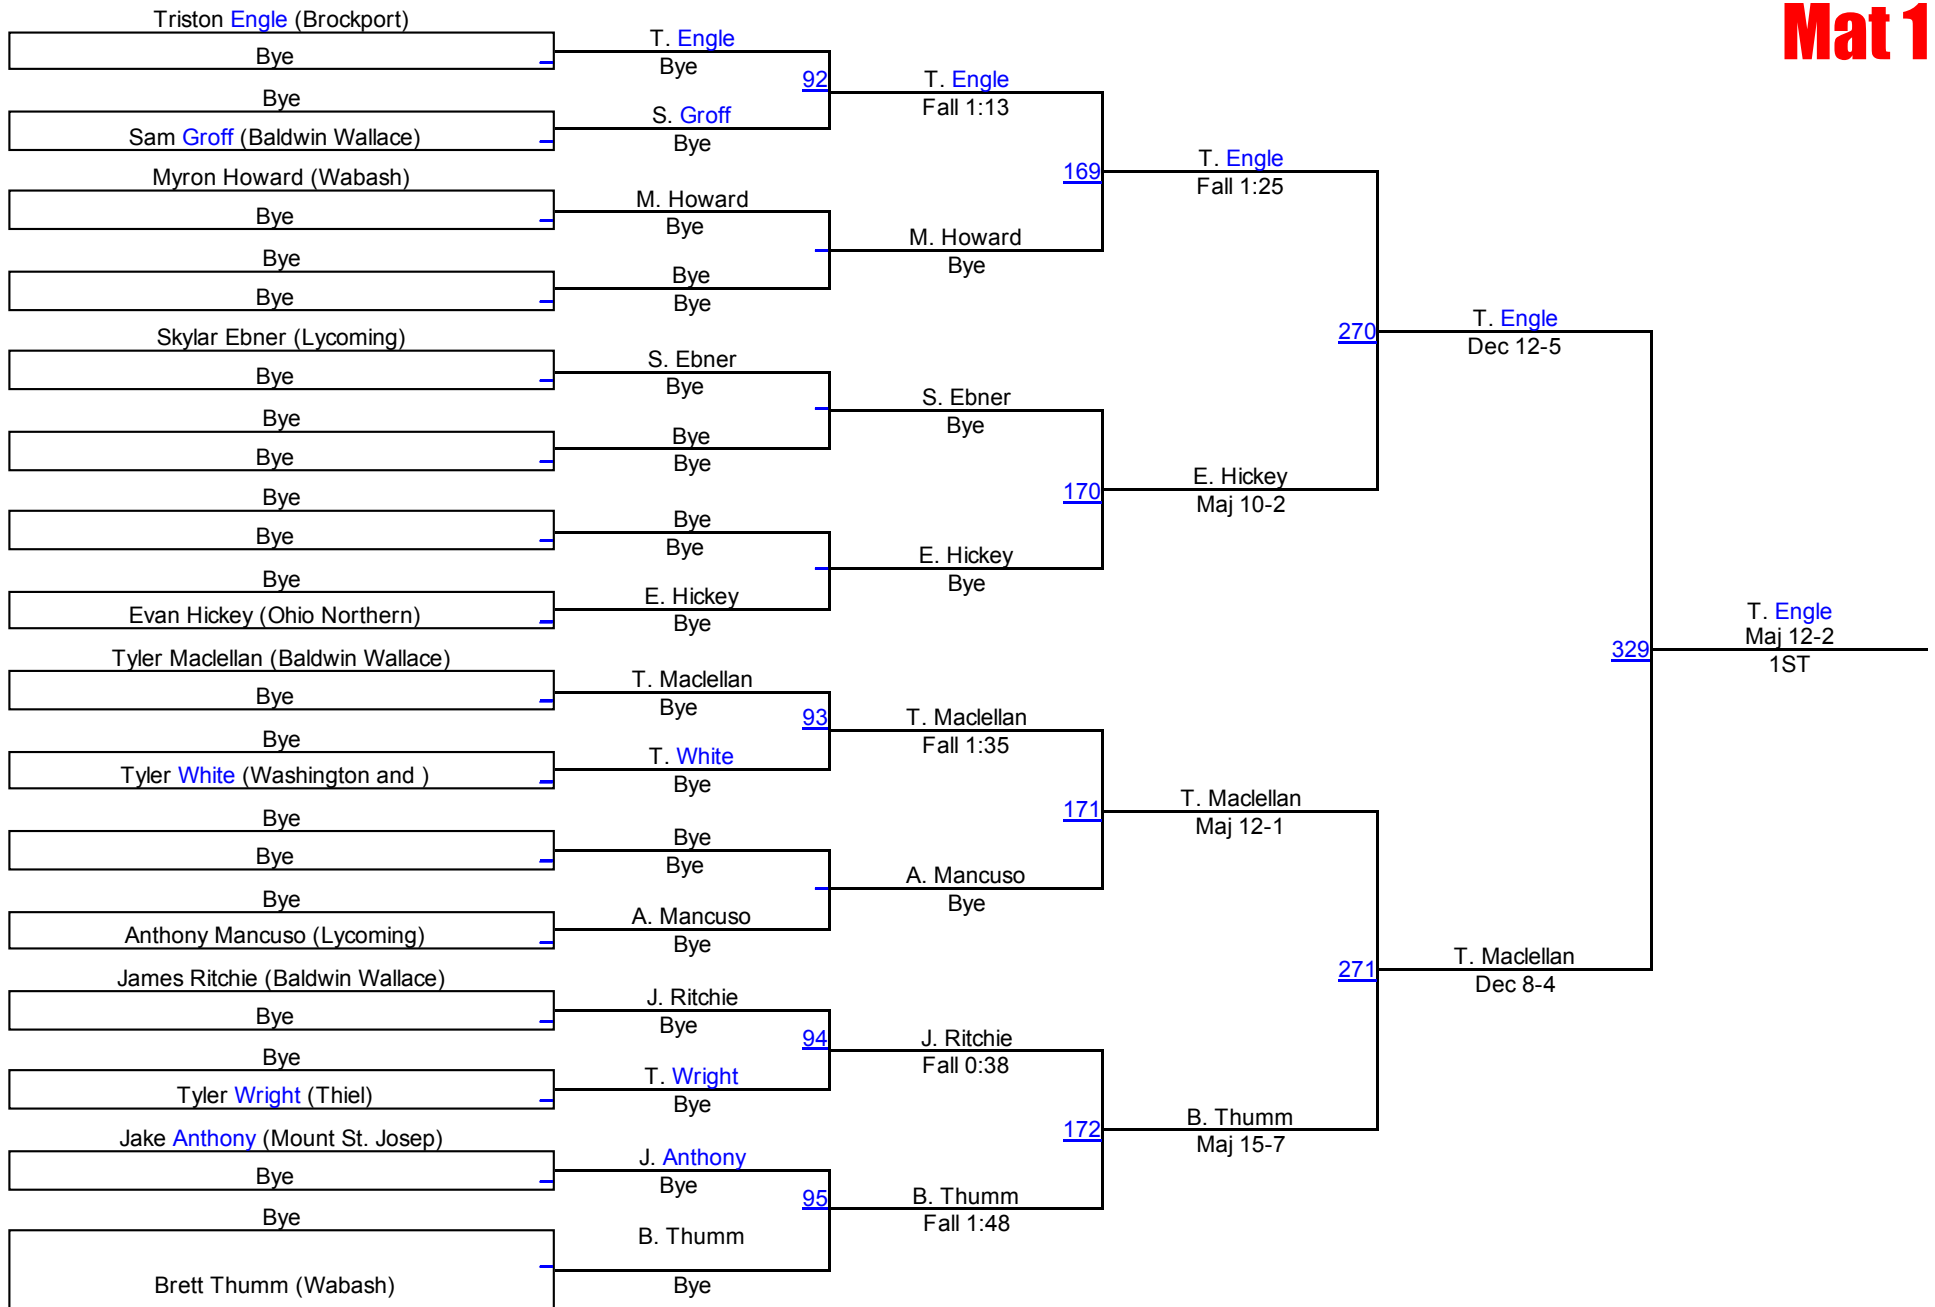 Mat 1
Triston Engle (Brockport)
Bye
Bye
Sam Groff (Baldwin Wallace)
Myron Howard (Wabash)
Bye
Bye
Bye
Skylar Ebner (Lycoming)
Bye
Bye
Bye
Bye
Bye
Bye
Evan Hickey (Ohio Northern)
Tyler Maclellan (Baldwin Wallace)
Bye
Bye
Tyler White (Washington and )
Bye
Bye
Bye
Anthony Mancuso (Lycoming)
James Ritchie (Baldwin Wallace)
Bye
Bye
Tyler Wright (Thiel)
Jake Anthony (Mount St. Josep)
Bye
Bye
Brett Thumm (Wabash)
T. Engle
Bye
92
S. Groff
Bye
M. Howard
Bye
Bye
Bye
S. Ebner
Bye
Bye
Bye
Bye
Bye
E. Hickey
Bye
T. Maclellan
Bye
93
T. White
Bye
Bye
Bye
A. Mancuso
Bye
J. Ritchie
Bye
94
T. Wright
Bye
J. Anthony
Bye
95
B. Thumm
Bye
T. Engle
Fall 1:13
169
M. Howard
Bye
S. Ebner
Bye
170
E. Hickey
Bye
T. Maclellan
Fall 1:35
171
A. Mancuso
Bye
J. Ritchie
Fall 0:38
172
B. Thumm
Fall 1:48
T. Engle
Fall 1:25
270
E. Hickey
Maj 10-2
T. Maclellan
Maj 12-1
271
B. Thumm
Maj 15-7
T. Engle
Dec 12-5
329
T. Maclellan
Dec 8-4
T. Engle
Maj 12-2
1ST